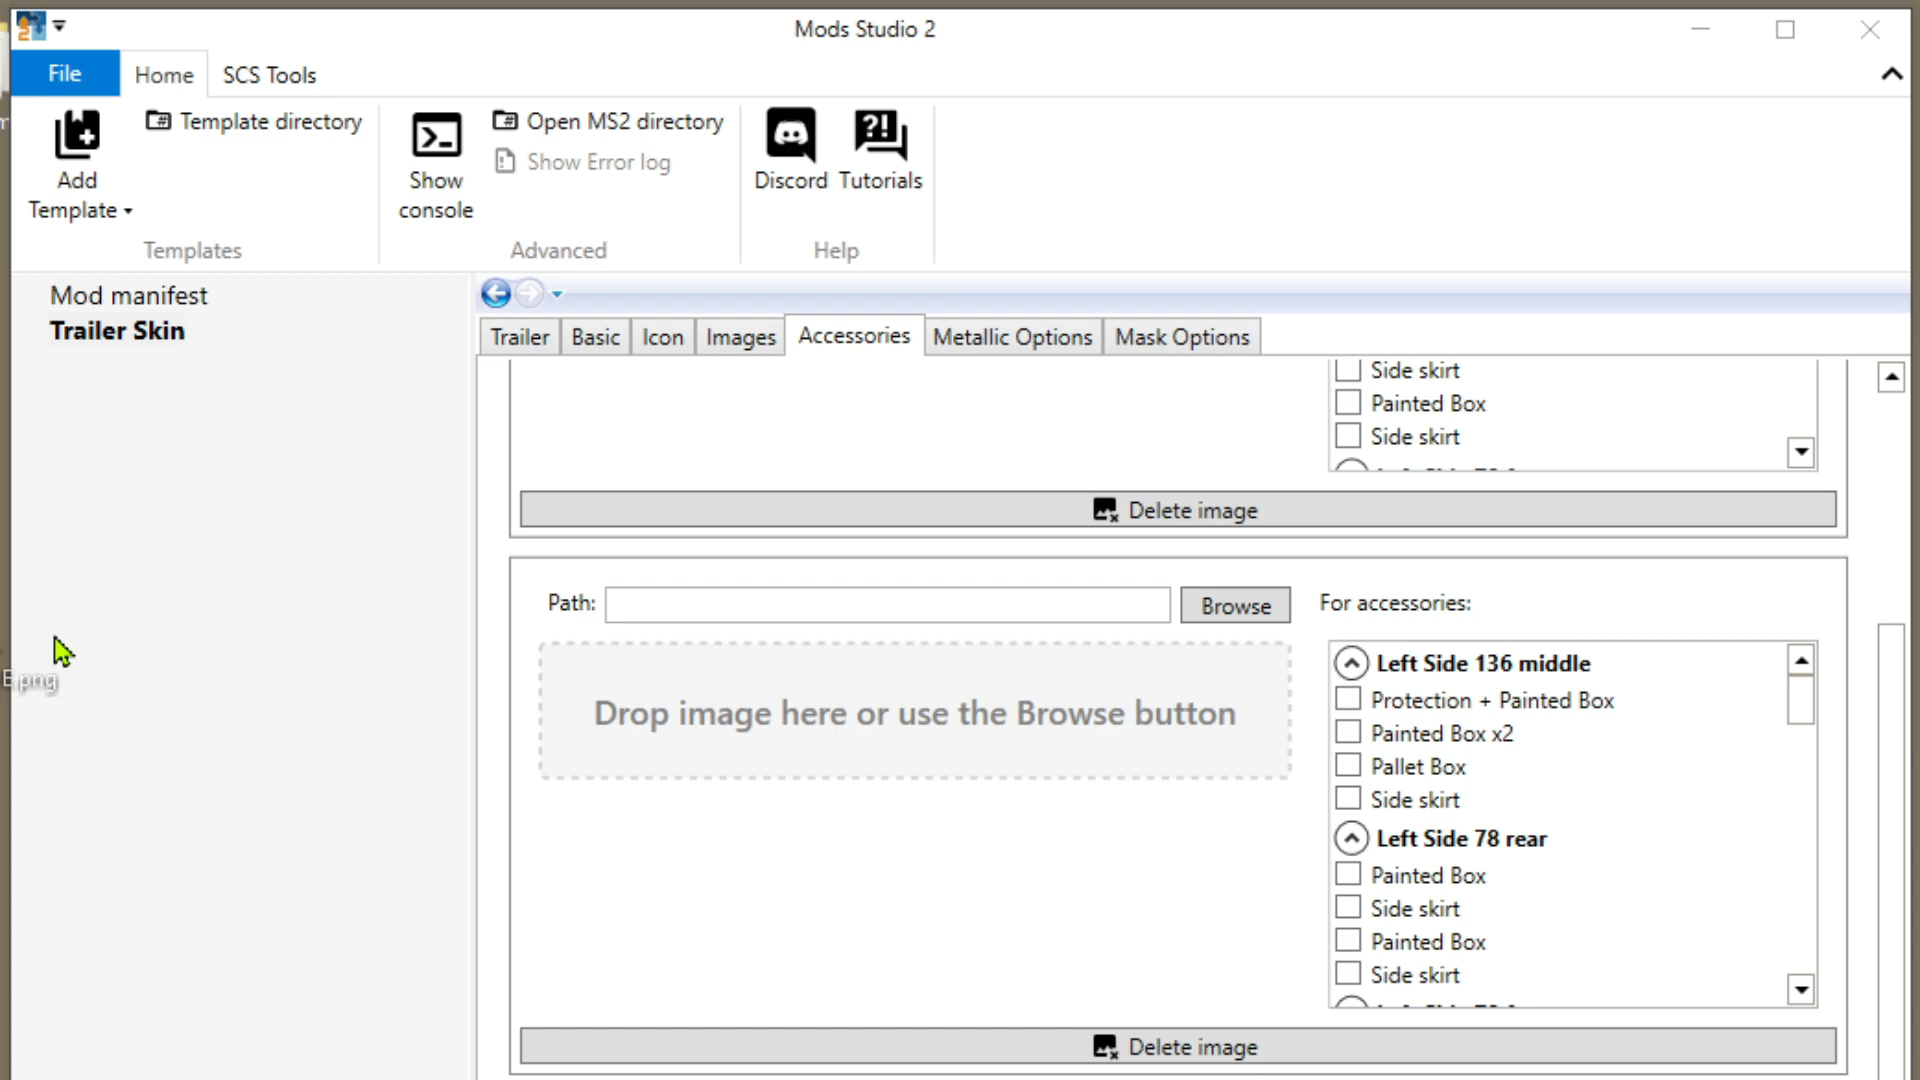 Mods Studio 2
File
Home
SCS Tools
Add
Template
Template directory
Templates
Show
console
Open MS2 directory
Show Error log
Advanced
Discord
Tutorials
Help
Mod manifest
Trailer Skin
Trailer
Basic
Icon
Images
Accessories
Metallic Options
Mask Options
Side skirt
Painted Box
Side skirt
Delete image
Path:
Browse
For accessories:
Drop image here or use the Browse button
Left Side 136 middle
Protection + Painted Box
Painted Box x2
Pallet Box
Side skirt
Left Side 78 rear
Painted Box
Side skirt
Painted Box
Side skirt
Delete image
E.png